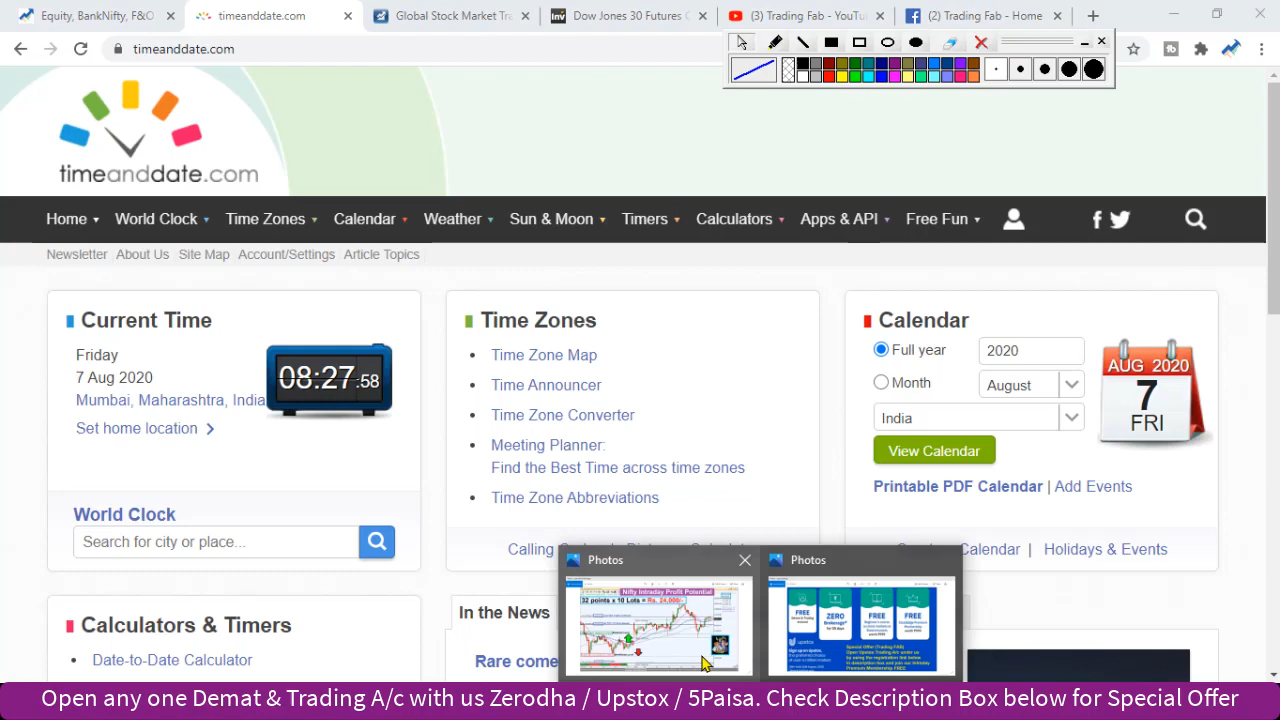 Equity, BankNifty, F&O
timeanddate.com
Global Stock Market Tra
Dow Jones 30 Futures
(3) Trading Fab - YouTu
(2) Trading Fab - Home
timeanddate.com
timeanddate.com
Home
World Clock
Time Zones
Calendar
Weather
Sun & Moon
Timers
Calculators
Apps & API
Free Fun
Newsletter
About Us
Site Map
Account/Settings
Article Topics
Current Time
Friday
7 Aug 2020
Mumbai, Maharashtra, India
08:27:58
Set home location
World Clock
Search for city or place...
Time Zones
Time Zone Map
Time Announcer
Time Zone Converter
Meeting Planner:
Find the Best Time across time zones
Time Zone Abbreviations
Calendar
Full year
2020
Month
August
India
View Calendar
AUG 2020
7
FRI
Printable PDF Calendar | Add Events
Calendar | Holidays & Events
Calculators & Timers
Date-to-Date Calculator
In the News
Rare come
Photos
Nifty Intraday Profit Potential
32 points x 10 Lots = Rs. 24,000/-
Photos
FREE
ZERO
FREE
FREE
upstox
Open any one Demat & Trading A/c with us Zerodha / Upstox / 5Paisa. Check Description Box below for Special Offer